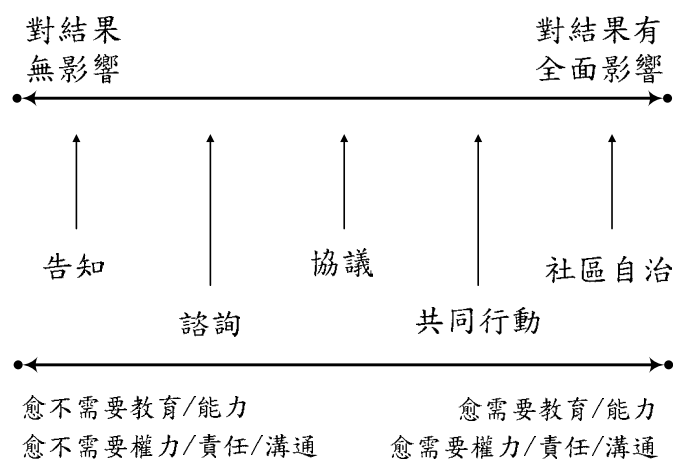 對結果
無影響
對結果有
全面影響
告知
諮詢
協議
共同行動
社區自治
愈不需要教育/能力
愈不需要權力/責任/溝通
愈需要教育/能力
愈需要權力/責任/溝通